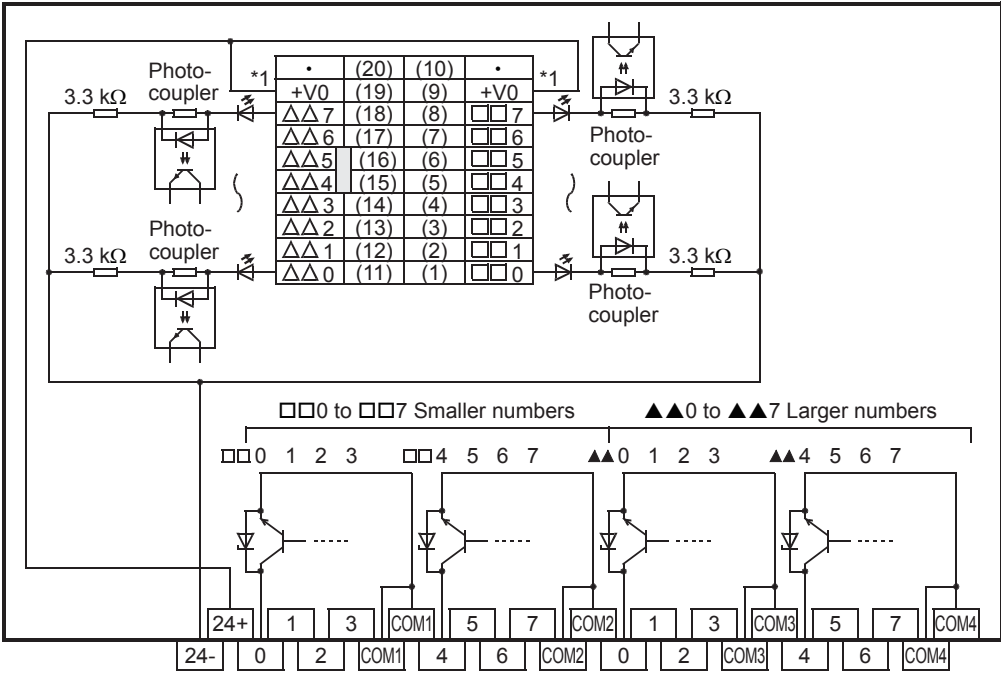 Photo-
coupler
3.3 kΩ
*1
• (20) (10) •
+V0 (19) (9) +V0
△△7 (18) (8) □□7
△△6 (17) (7) □□6
△△5 (16) (6) □□5
△△4 (15) (5) □□4
△△3 (14) (4) □□3
△△2 (13) (3) □□2
△△1 (12) (2) □□1
△△0 (11) (1) □□0
*1
3.3 kΩ
Photo-
coupler
Photo-
coupler
3.3 kΩ
3.3 kΩ
Photo-
coupler
□□0 to □□7 Smaller numbers ▲▲0 to ▲▲7 Larger numbers
□□0 1 2 3 □□4 5 6 7 ▲▲0 1 2 3 ▲▲4 5 6 7
24+ 1 3 COM1 5 7 COM2 1 3 COM3 5 7 COM4
24- 0 2 COM1 4 6 COM2 0 2 COM3 4 6 COM4